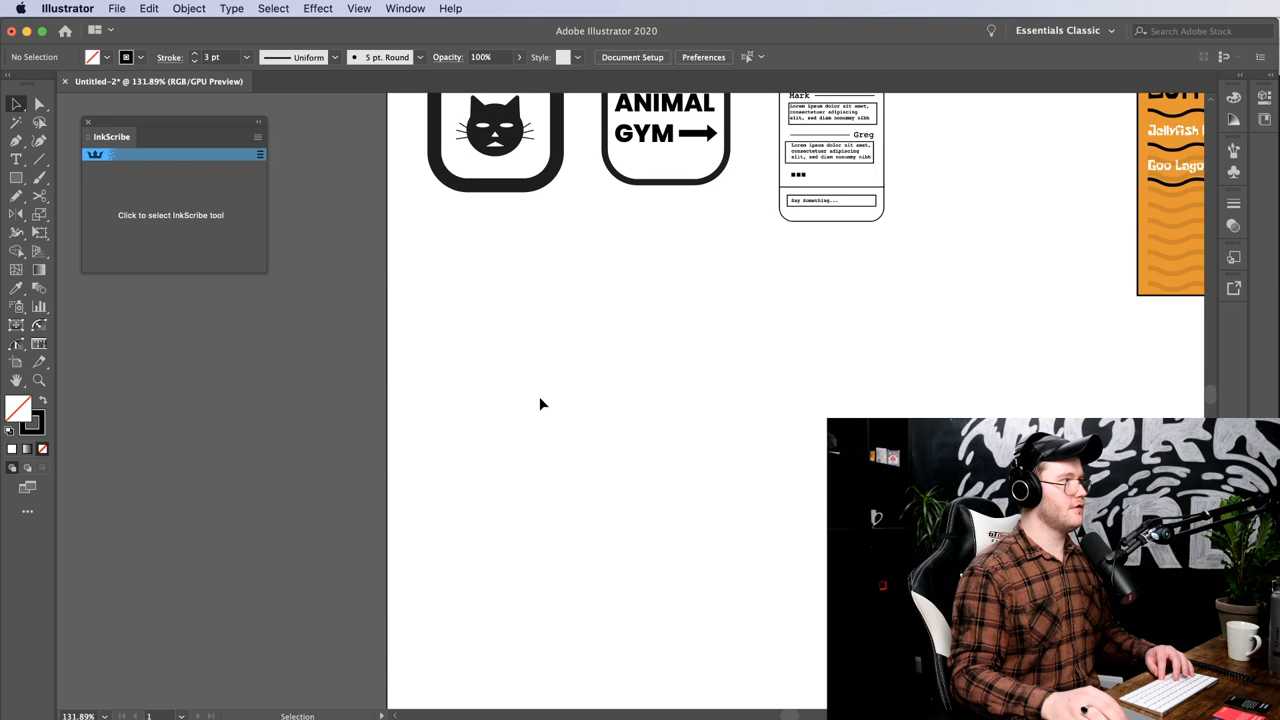 Illustrator File Edit Object Type Select Effect View Window Help
Adobe Illustrator 2020
Essentials Classic
Search Adobe Stock
No Selection
Stroke: 3 pt
Uniform
5 pt. Round
Opacity: 100%
Style:
Document Setup
Preferences
Untitled-2* @ 131.89% (RGB/GPU Preview)
InkScribe
Click to select InkScribe tool
ANIMAL
GYM
Mark
Lorem ipsum dolor sit amet,
consectetuer adipiscing
elit, sed diam nonummy nibh
Greg
Lorem ipsum dolor sit amet,
consectetuer adipiscing
elit, sed diam nonummy nibh
Say Something...
Jellyfish
Goo Lago
131.89%
1
Selection